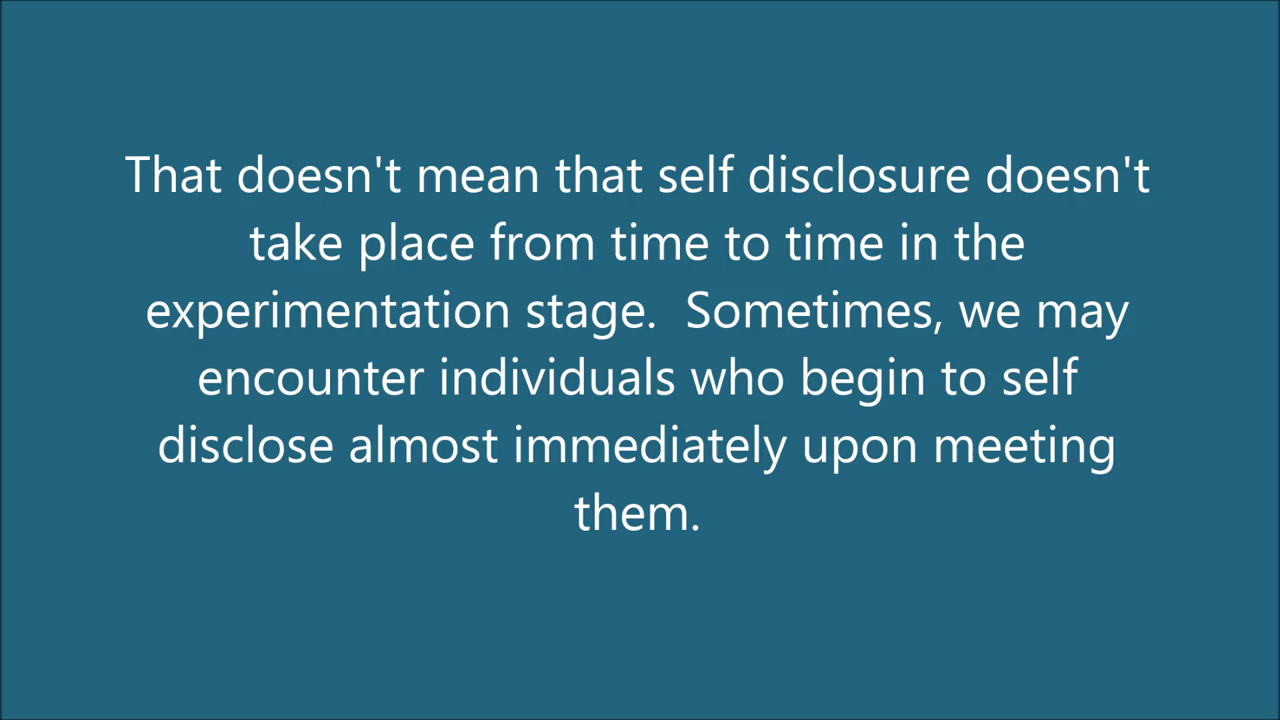 That doesn't mean that self disclosure doesn't
take place from time to time in the
experimentation stage.  Sometimes, we may
encounter individuals who begin to self
disclose almost immediately upon meeting
them.